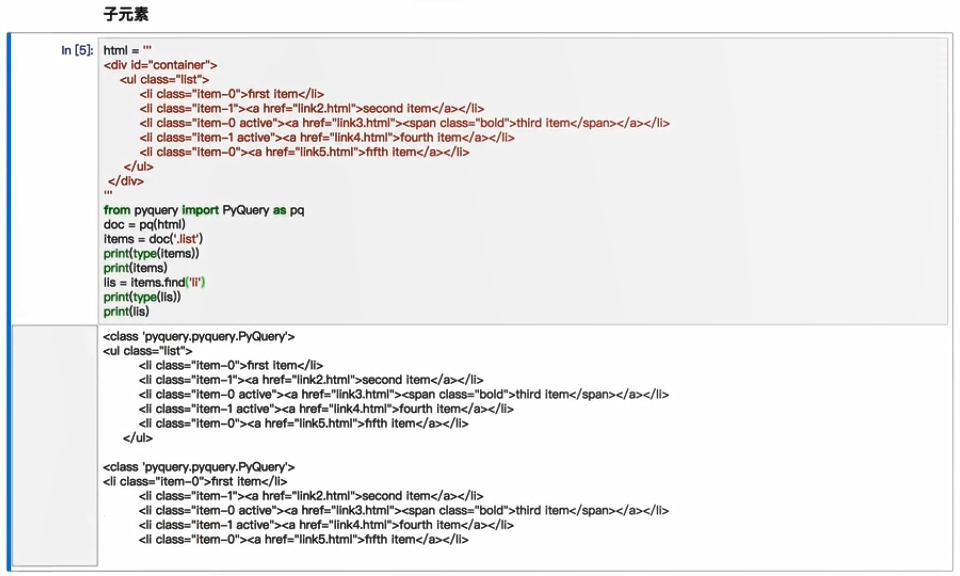 子元素
In [5]: html = '''
<div id="container">
    <ul class="list">
         <li class="item-0">first item</li>
         <li class="item-1"><a href="link2.html">second item</a></li>
         <li class="item-0 active"><a href="link3.html"><span class="bold">third item</span></a></li>
         <li class="item-1 active"><a href="link4.html">fourth item</a></li>
         <li class="item-0"><a href="link5.html">fifth item</a></li>
     </ul>
 </div>
'''
from pyquery import PyQuery as pq
doc = pq(html)
items = doc('.list')
print(type(items))
print(items)
lis = items.find('li')
print(type(lis))
print(lis)
<class 'pyquery.pyquery.PyQuery'>
<ul class="list">
         <li class="item-0">first item</li>
         <li class="item-1"><a href="link2.html">second item</a></li>
         <li class="item-0 active"><a href="link3.html"><span class="bold">third item</span></a></li>
         <li class="item-1 active"><a href="link4.html">fourth item</a></li>
         <li class="item-0"><a href="link5.html">fifth item</a></li>
     </ul>
<class 'pyquery.pyquery.PyQuery'>
<li class="item-0">first item</li>
         <li class="item-1"><a href="link2.html">second item</a></li>
         <li class="item-0 active"><a href="link3.html"><span class="bold">third item</span></a></li>
         <li class="item-1 active"><a href="link4.html">fourth item</a></li>
         <li class="item-0"><a href="link5.html">fifth item</a></li>